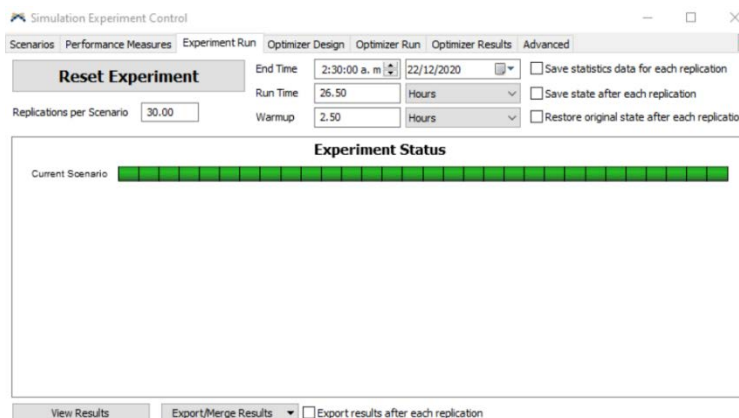 Simulation Experiment Control
Scenarios Performance Measures Experiment Run Optimizer Design Optimizer Run Optimizer Results Advanced
Reset Experiment
End Time 2:30:00 a. m 22/12/2020 Save statistics data for each replication
Run Time 26.50 Hours Save state after each replication
Replications per Scenario 30.00
Warmup 2.50 Hours Restore original state after each replicatio
Experiment Status
Current Scenario
View Results Export/Merge Results Export results after each replication